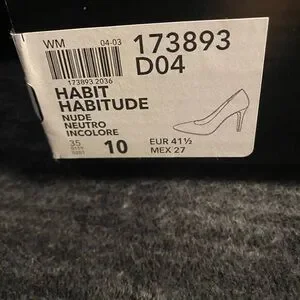 WM 04-03 173893
D04
173893 2036
HABIT
HABITUDE
NUDE
NEUTRO
INCOLORE
35
10
EUR 41½
MEX 27